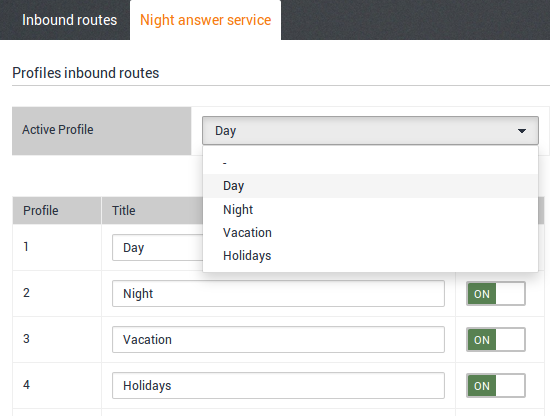 Inbound routes Night answer service
Profiles inbound routes
Active Profile Day
-
Day
Night
Vacation
Holidays
Profile Title
1 Day
2 Night ON
3 Vacation ON
4 Holidays ON